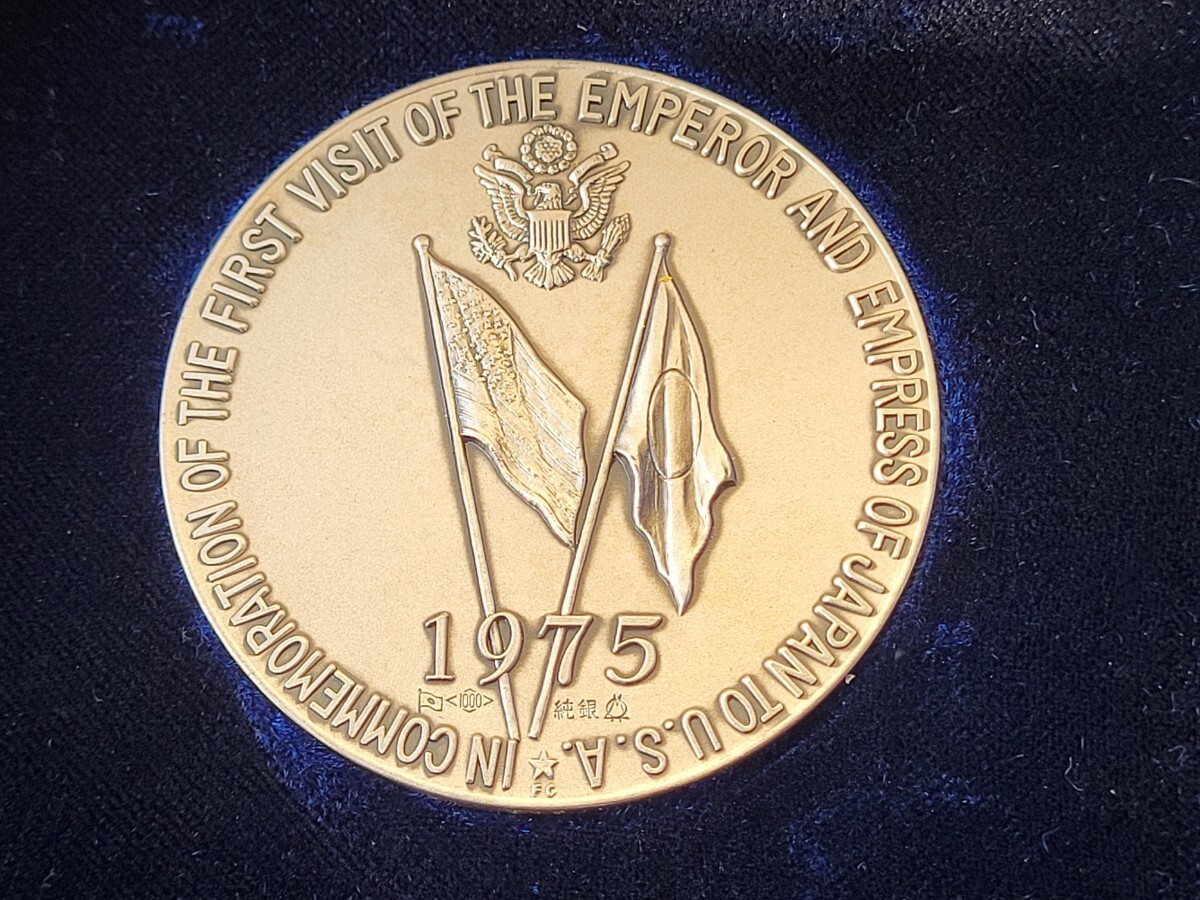 IN COMMEMORATION OF THE FIRST VISIT OF THE EMPEROR AND EMPRESS OF JAPAN TO U.S.A.
1975
<1000> 純銀
FC